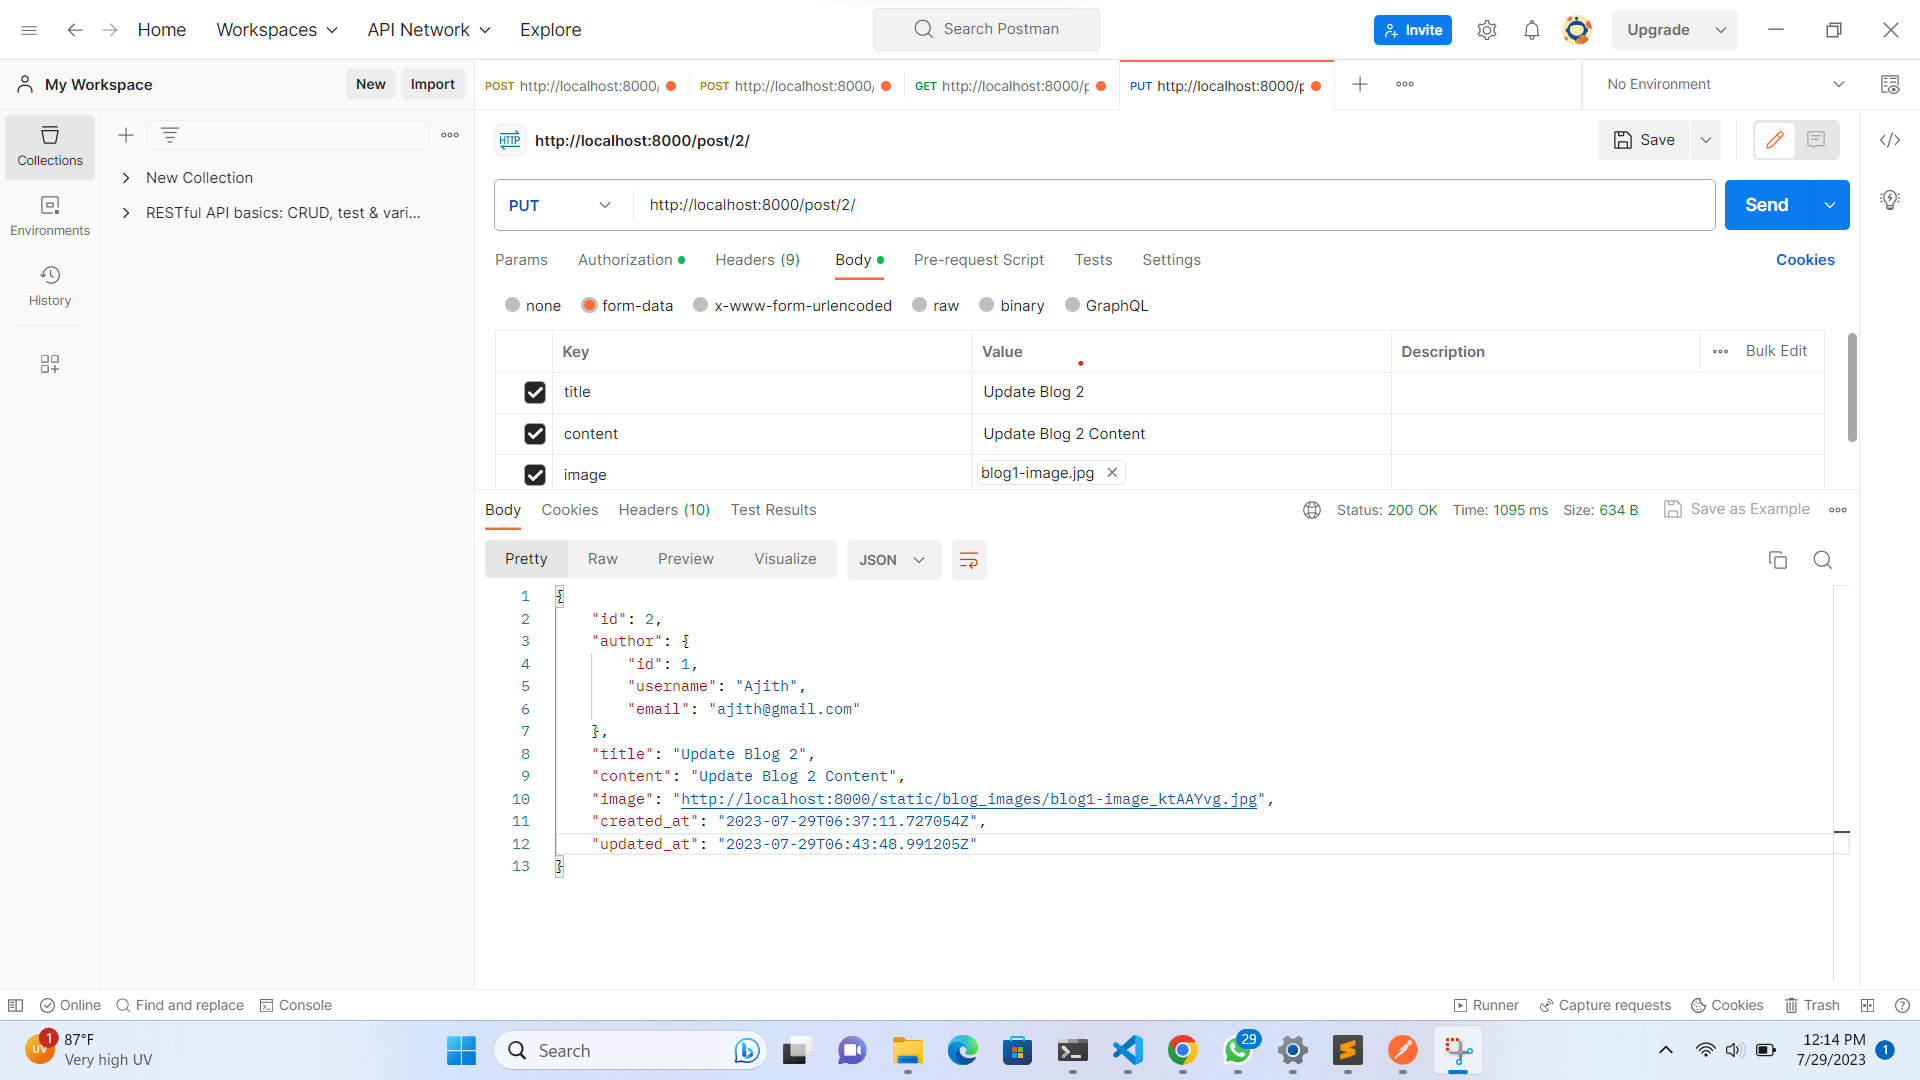 Home Workspaces API Network Explore Search Postman Invite Upgrade
My Workspace New Import POST http://localhost:8000/ POST http://localhost:8000/ GET http://localhost:8000/p PUT http://localhost:8000/p No Environment
HTTP http://localhost:8000/post/2/ Save
Collections
New Collection
RESTful API basics: CRUD, test & vari...
Environments
History
PUT http://localhost:8000/post/2/ Send
Params Authorization Headers (9) Body Pre-request Script Tests Settings Cookies
none form-data x-www-form-urlencoded raw binary GraphQL
Key Value Description Bulk Edit
title Update Blog 2
content Update Blog 2 Content
image blog1-image.jpg
Body Cookies Headers (10) Test Results Status: 200 OK Time: 1095 ms Size: 634 B Save as Example
Pretty Raw Preview Visualize JSON
1 {
2 "id": 2,
3 "author": {
4 "id": 1,
5 "username": "Ajith",
6 "email": "ajith@gmail.com"
7 },
8 "title": "Update Blog 2",
9 "content": "Update Blog 2 Content",
10 "image": "http://localhost:8000/static/blog_images/blog1-image_ktAAYvg.jpg",
11 "created_at": "2023-07-29T06:37:11.727054Z",
12 "updated_at": "2023-07-29T06:43:48.991205Z"
13 }
Online Find and replace Console Runner Capture requests Cookies Trash
UV 1 87°F
Very high UV
Search
29
12:14 PM
7/29/2023
1